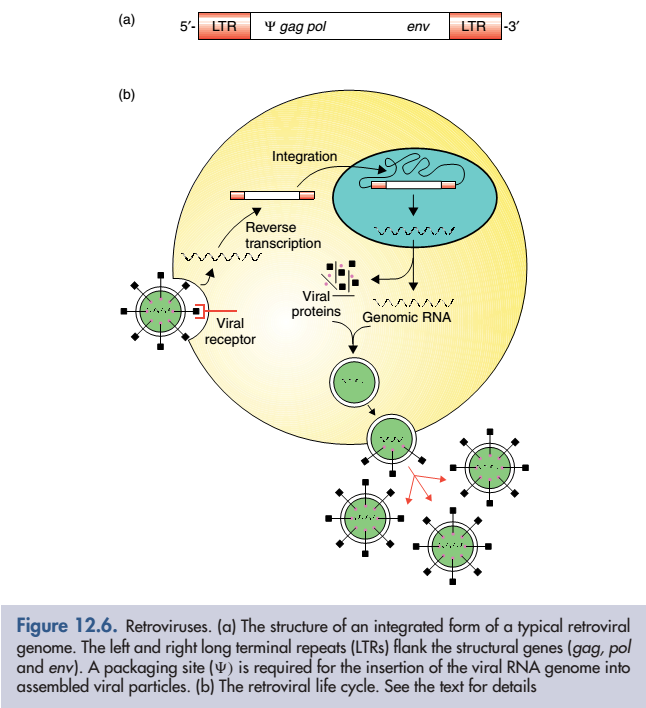 (a)
5′- LTR Ψ gag pol env LTR -3′
(b)
Integration
Reverse
transcription
Viral
proteins
Genomic RNA
Viral
receptor
Figure 12.6. Retroviruses. (a) The structure of an integrated form of a typical retroviral
genome. The left and right long terminal repeats (LTRs) flank the structural genes (gag, pol
and env). A packaging site (Ψ) is required for the insertion of the viral RNA genome into
assembled viral particles. (b) The retroviral life cycle. See the text for details